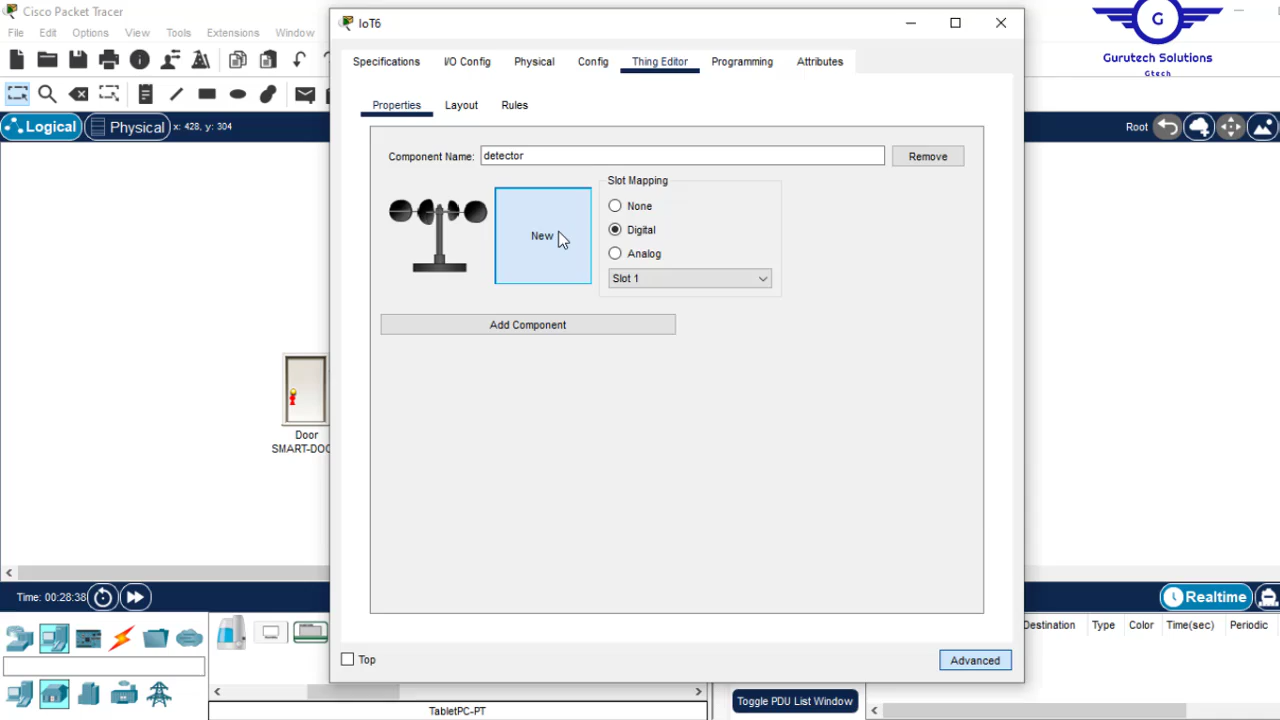 Cisco Packet Tracer
File Edit Options View Tools Extensions Window
Logical Physical x: 428, y: 304
Root
IoT6
Specifications I/O Config Physical Config Thing Editor Programming Attributes
Properties Layout Rules
Component Name: detector Remove
Slot Mapping
None
Digital
Analog
Slot 1
New
Add Component
Top
Advanced
G
Gurutech Solutions
Gtech
Door
SMART-DOO
Time: 00:28:38
Realtime
Destination Type Color Time(sec) Periodic
Toggle PDU List Window
TabletPC-PT